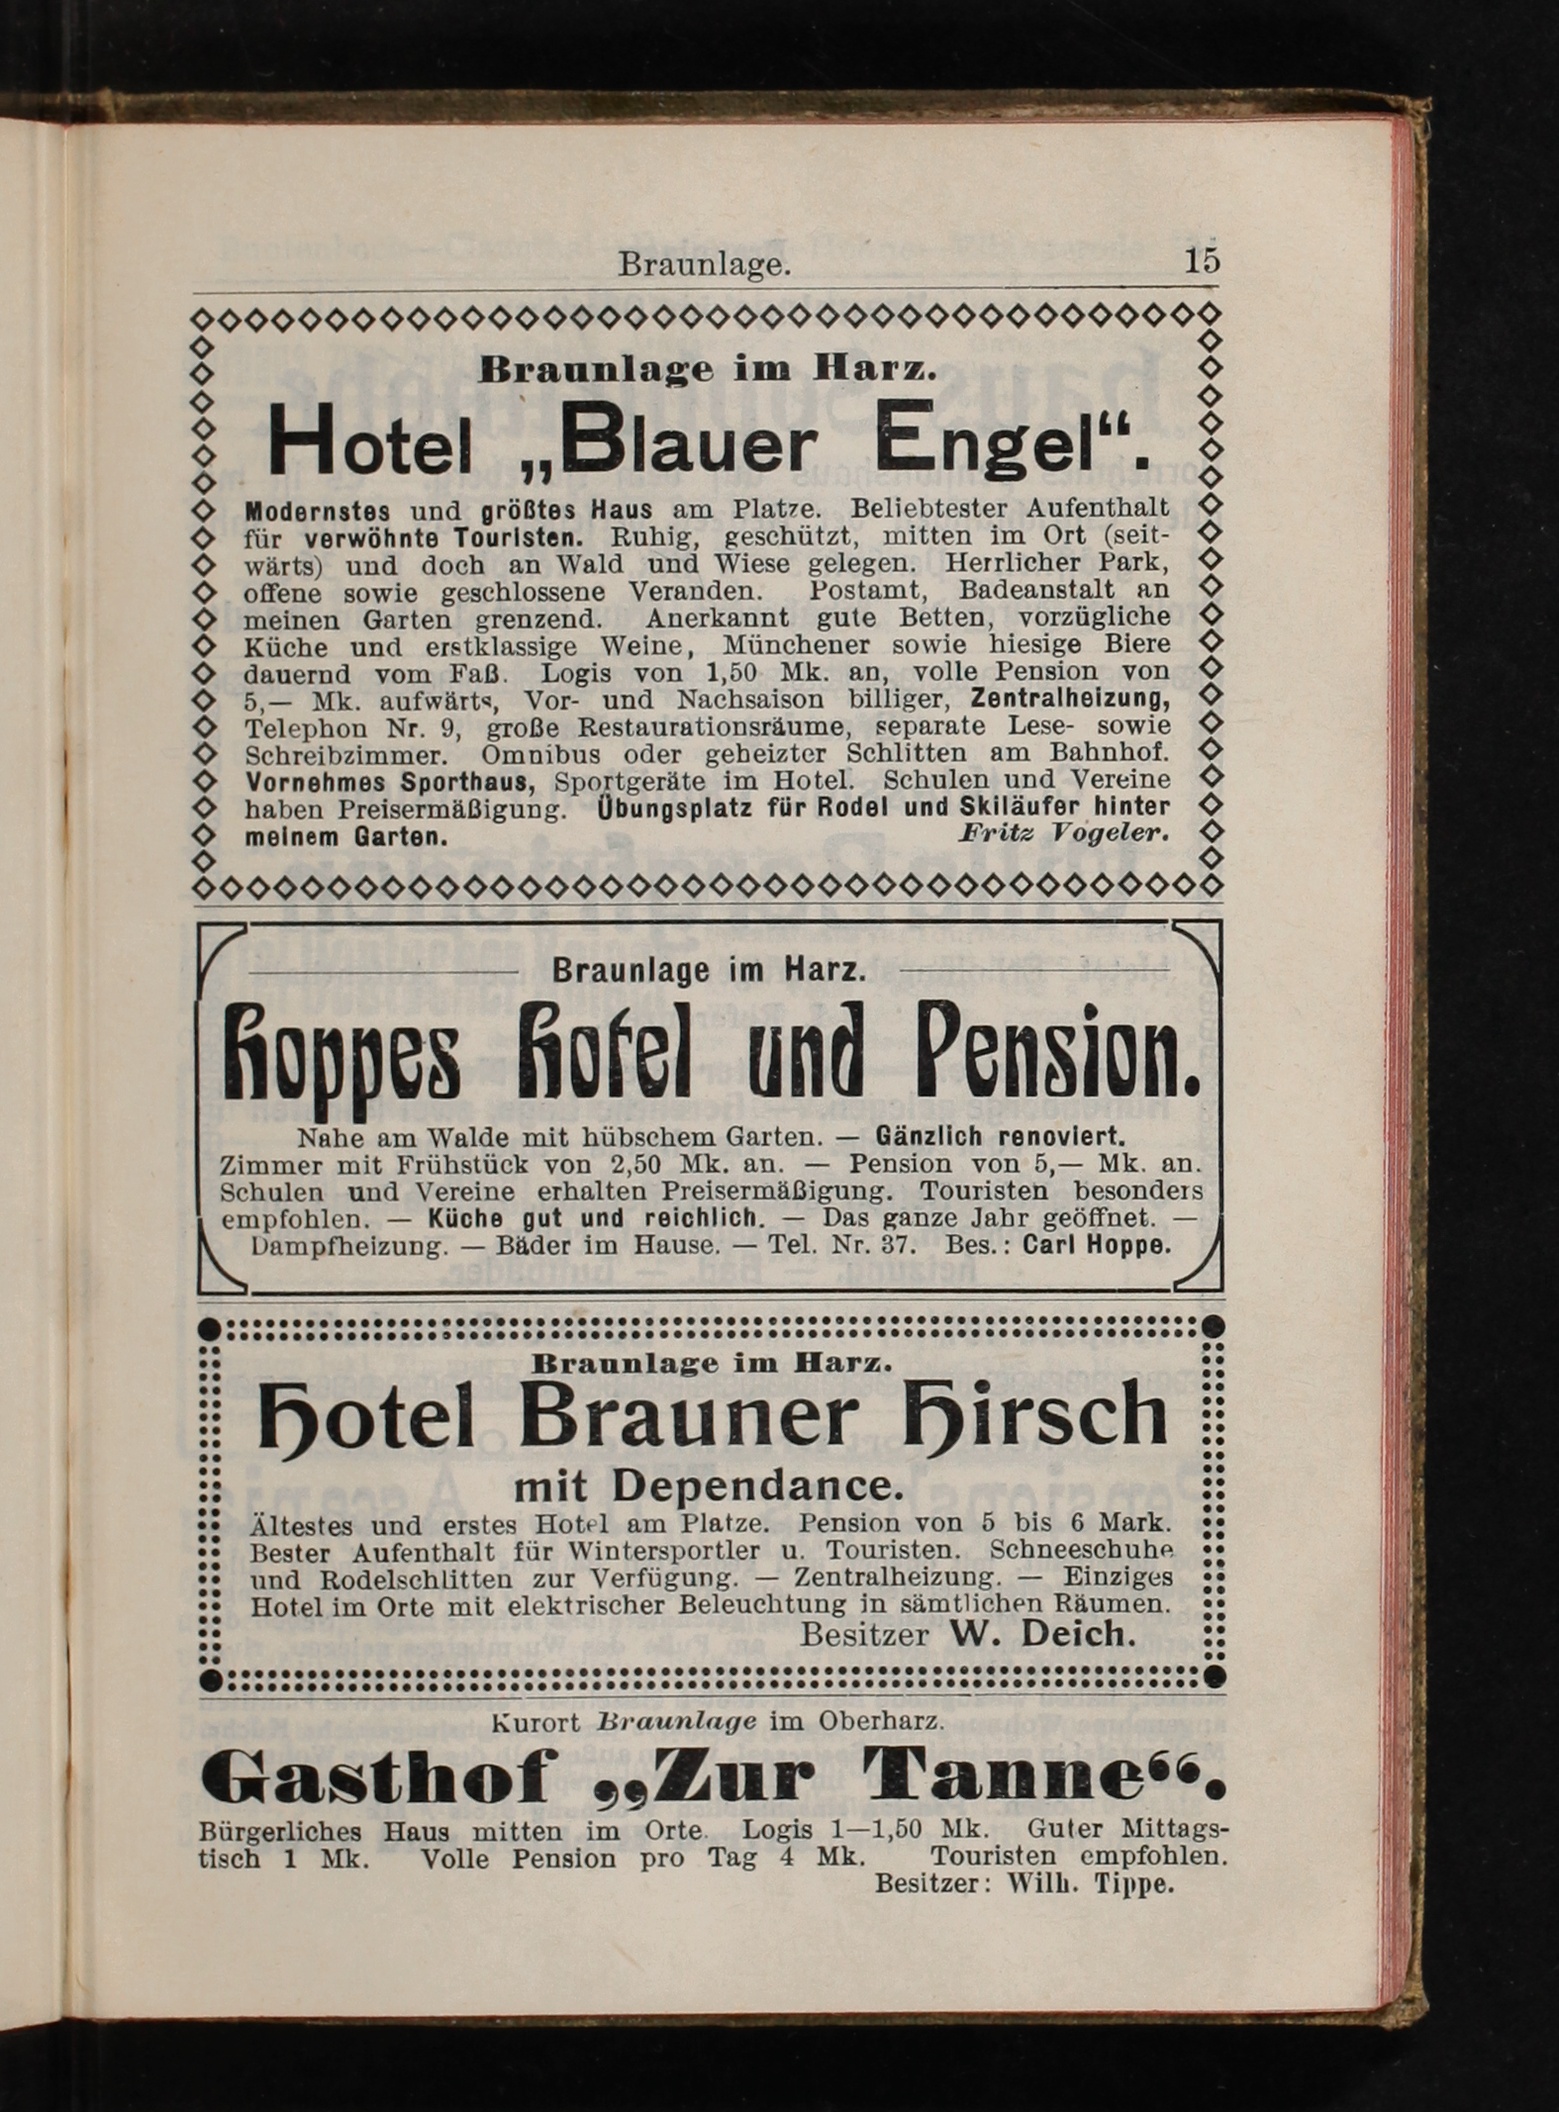 Braunlage. 15
Braunlage im Harz.
Hotel „Blauer Engel“.
Modernstes und größtes Haus am Platze. Beliebtester Aufenthalt
für verwöhnte Touristen. Ruhig, geschützt, mitten im Ort (seit-
wärts) und doch an Wald und Wiese gelegen. Herrlicher Park,
offene sowie geschlossene Veranden. Postamt, Badeanstalt an
meinen Garten grenzend. Anerkannt gute Betten, vorzügliche
Küche und erstklassige Weine, Münchener sowie hiesige Biere
dauernd vom Faß. Logis von 1,50 Mk. an, volle Pension von
5,— Mk. aufwärts, Vor- und Nachsaison billiger, Zentralheizung,
Telephon Nr. 9, große Restaurationsräume, separate Lese- sowie
Schreibzimmer. Omnibus oder geheizter Schlitten am Bahnhof.
Vornehmes Sporthaus, Sportgeräte im Hotel. Schulen und Vereine
haben Preisermäßigung. Übungsplatz für Rodel und Skiläufer hinter
meinem Garten. Fritz Vogeler.
Braunlage im Harz.
Hoppes Hotel und Pension.
Nahe am Walde mit hübschem Garten. — Gänzlich renoviert.
Zimmer mit Frühstück von 2,50 Mk. an. — Pension von 5,— Mk. an.
Schulen und Vereine erhalten Preisermäßigung. Touristen besonders
empfohlen. — Küche gut und reichlich. — Das ganze Jahr geöffnet. —
Dampfheizung. — Bäder im Hause. — Tel. Nr. 37. Bes.: Carl Hoppe.
Braunlage im Harz.
Hotel Brauner Hirsch
mit Dependance.
Ältestes und erstes Hotel am Platze. Pension von 5 bis 6 Mark.
Bester Aufenthalt für Wintersportler u. Touristen. Schneeschuhe
und Rodelschlitten zur Verfügung. — Zentralheizung. — Einziges
Hotel im Orte mit elektrischer Beleuchtung in sämtlichen Räumen.
Besitzer W. Deich.
Kurort Braunlage im Oberharz.
Gasthof „Zur Tanne“.
Bürgerliches Haus mitten im Orte. Logis 1—1,50 Mk. Guter Mittags-
tisch 1 Mk. Volle Pension pro Tag 4 Mk. Touristen empfohlen.
Besitzer: Wilh. Tippe.